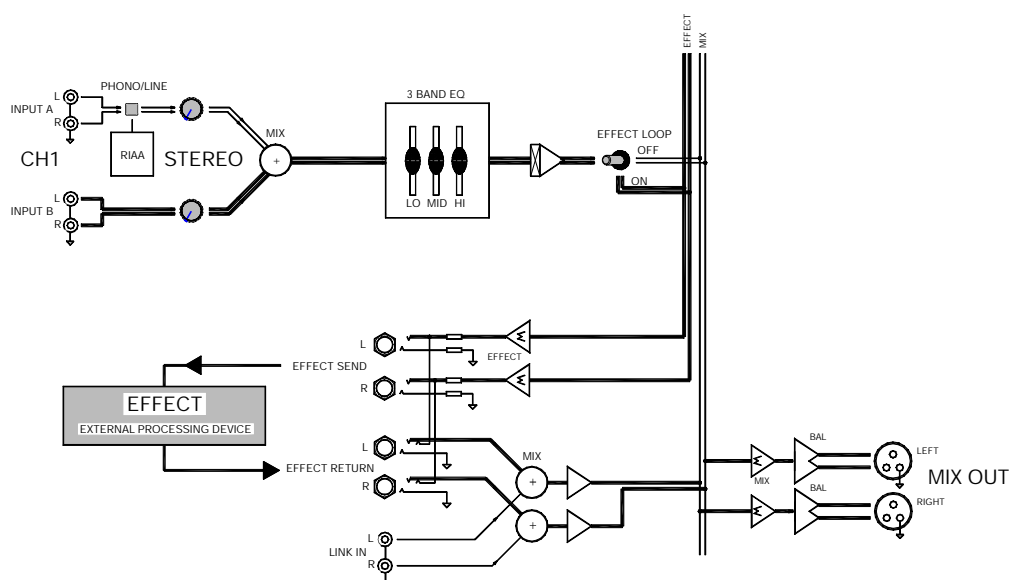 EFFECT
MIX
PHONO/LINE
3 BAND EQ
L
INPUT A
R
MIX
EFFECT LOOP
OFF
CH1
RIAA
STEREO
ON
L
INPUT B
R
LO MID HI
L
EFFECT
EFFECT SEND
R
EFFECT
EXTERNAL PROCESSING DEVICE
L
MIX
BAL
LEFT
EFFECT RETURN
MIX OUT
R
MIX
BAL
RIGHT
L
LINK IN
R